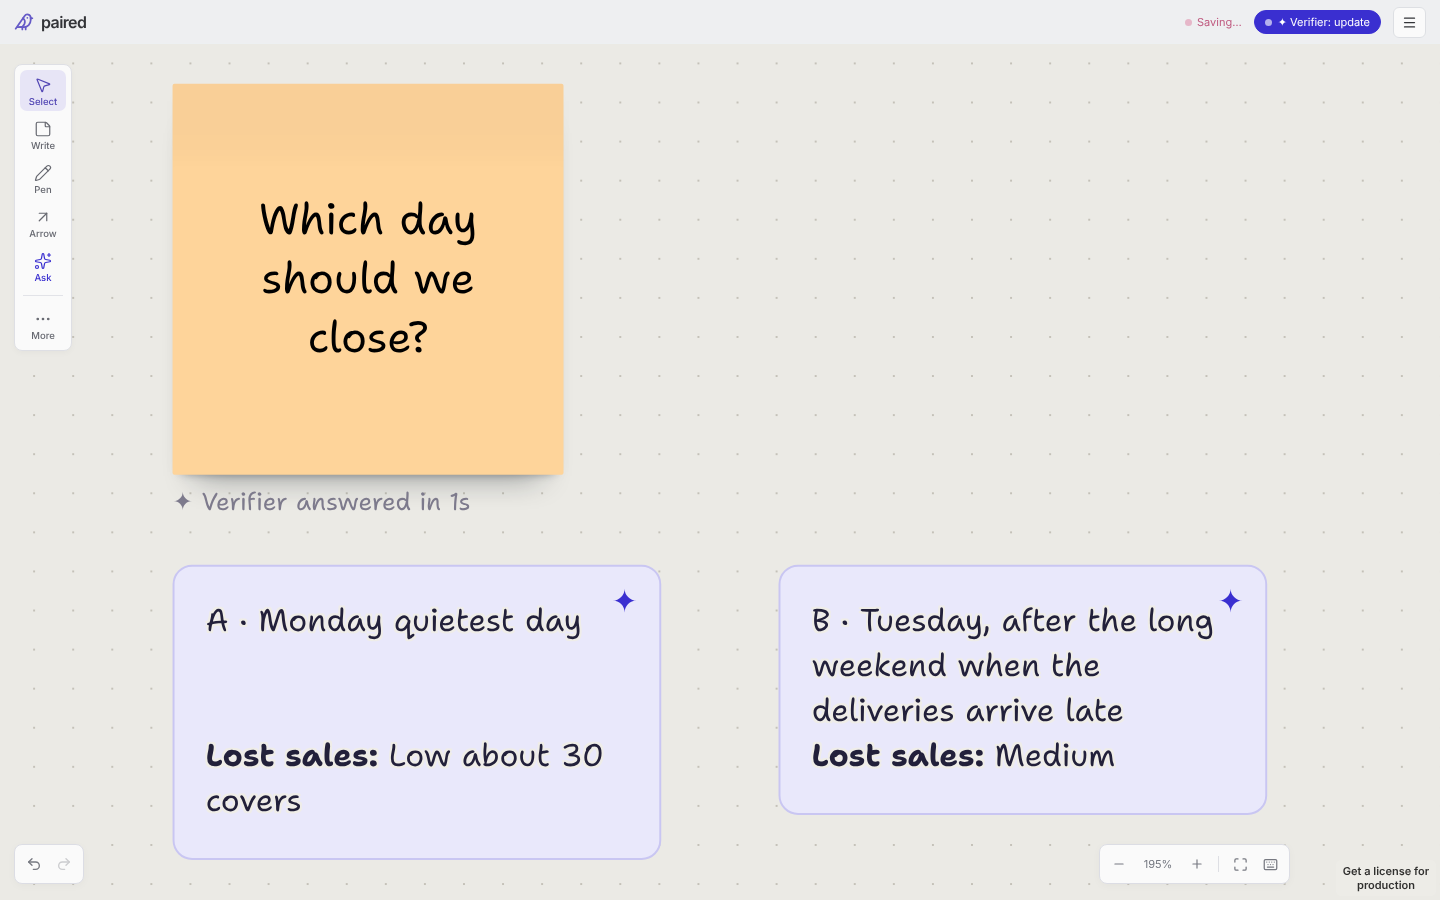 paired
Saving...
✦ Verifier: update
Select
Write
Pen
Arrow
Ask
More
Which day
should we
close?
✦ Verifier answered in 1s
A · Monday quietest day
Lost sales: Low about 30
covers
B · Tuesday, after the long
weekend when the
deliveries arrive late
Lost sales: Medium
195%
Get a license for
production